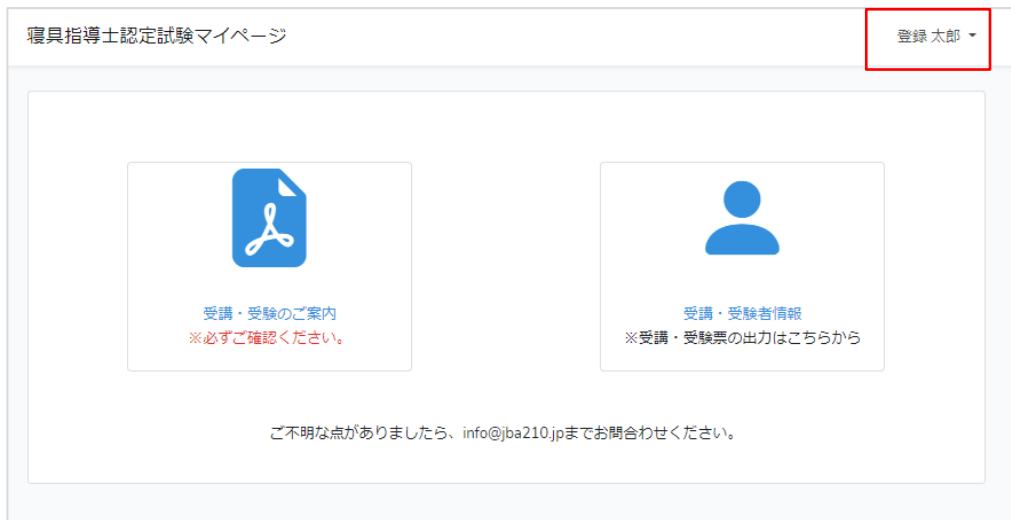 寝具指導士認定試験マイページ
登録 太郎
受講・受験のご案内
※必ずご確認ください。
受講・受験者情報
※受講・受験票の出力はこちらから
ご不明な点がありましたら、info@jba210.jpまでお問合わせください。